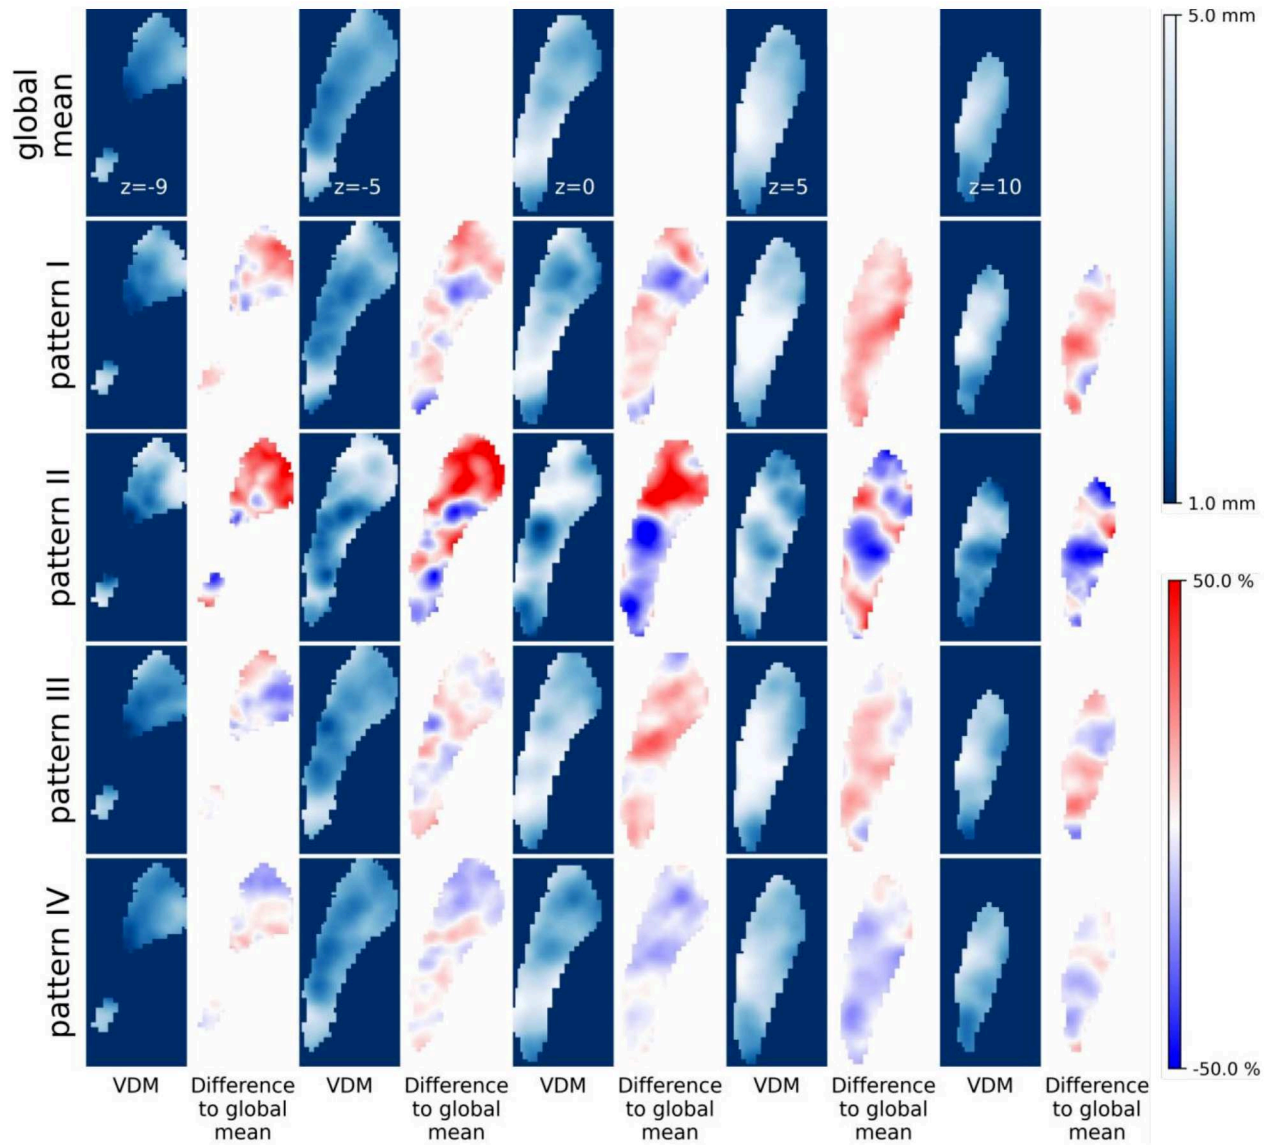 global
mean
z=-9
z=-5
z=0
z=5
z=10
5.0 mm
1.0 mm
pattern I
pattern II
50.0 %
-50.0 %
pattern III
pattern IV
VDM
Difference
to global
mean
VDM
Difference
to global
mean
VDM
Difference
to global
mean
VDM
Difference
to global
mean
VDM
Difference
to global
mean